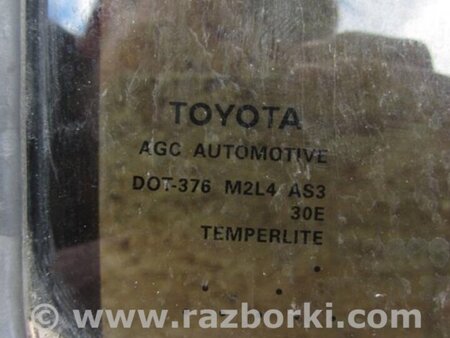 TOYOTA
AGC AUTOMOTIVE
DOT-376 M2L4 AS3
30E
TEMPERLITE
www.razborki.com